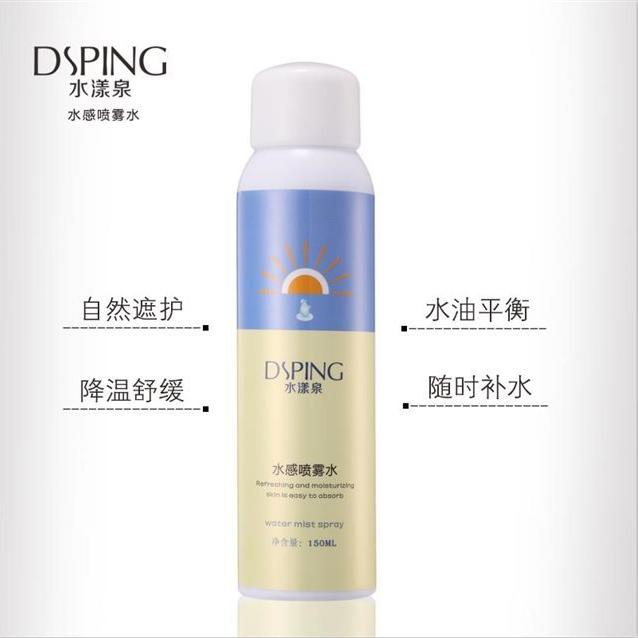 DSPING
水漾泉
水感喷雾水
自然遮护
水油平衡
降温舒缓
随时补水
DSPING
水漾泉
水感喷雾水
Refreshing and moisturizing
skin is easy to absorb
water mist spray
净含量：150ML